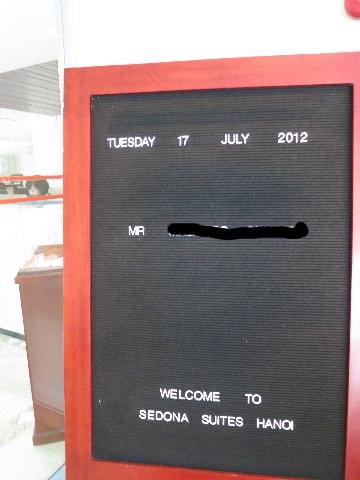 TUESDAY 17 JULY 2012
MR
WELCOME TO
SEDONA SUITES HANOI